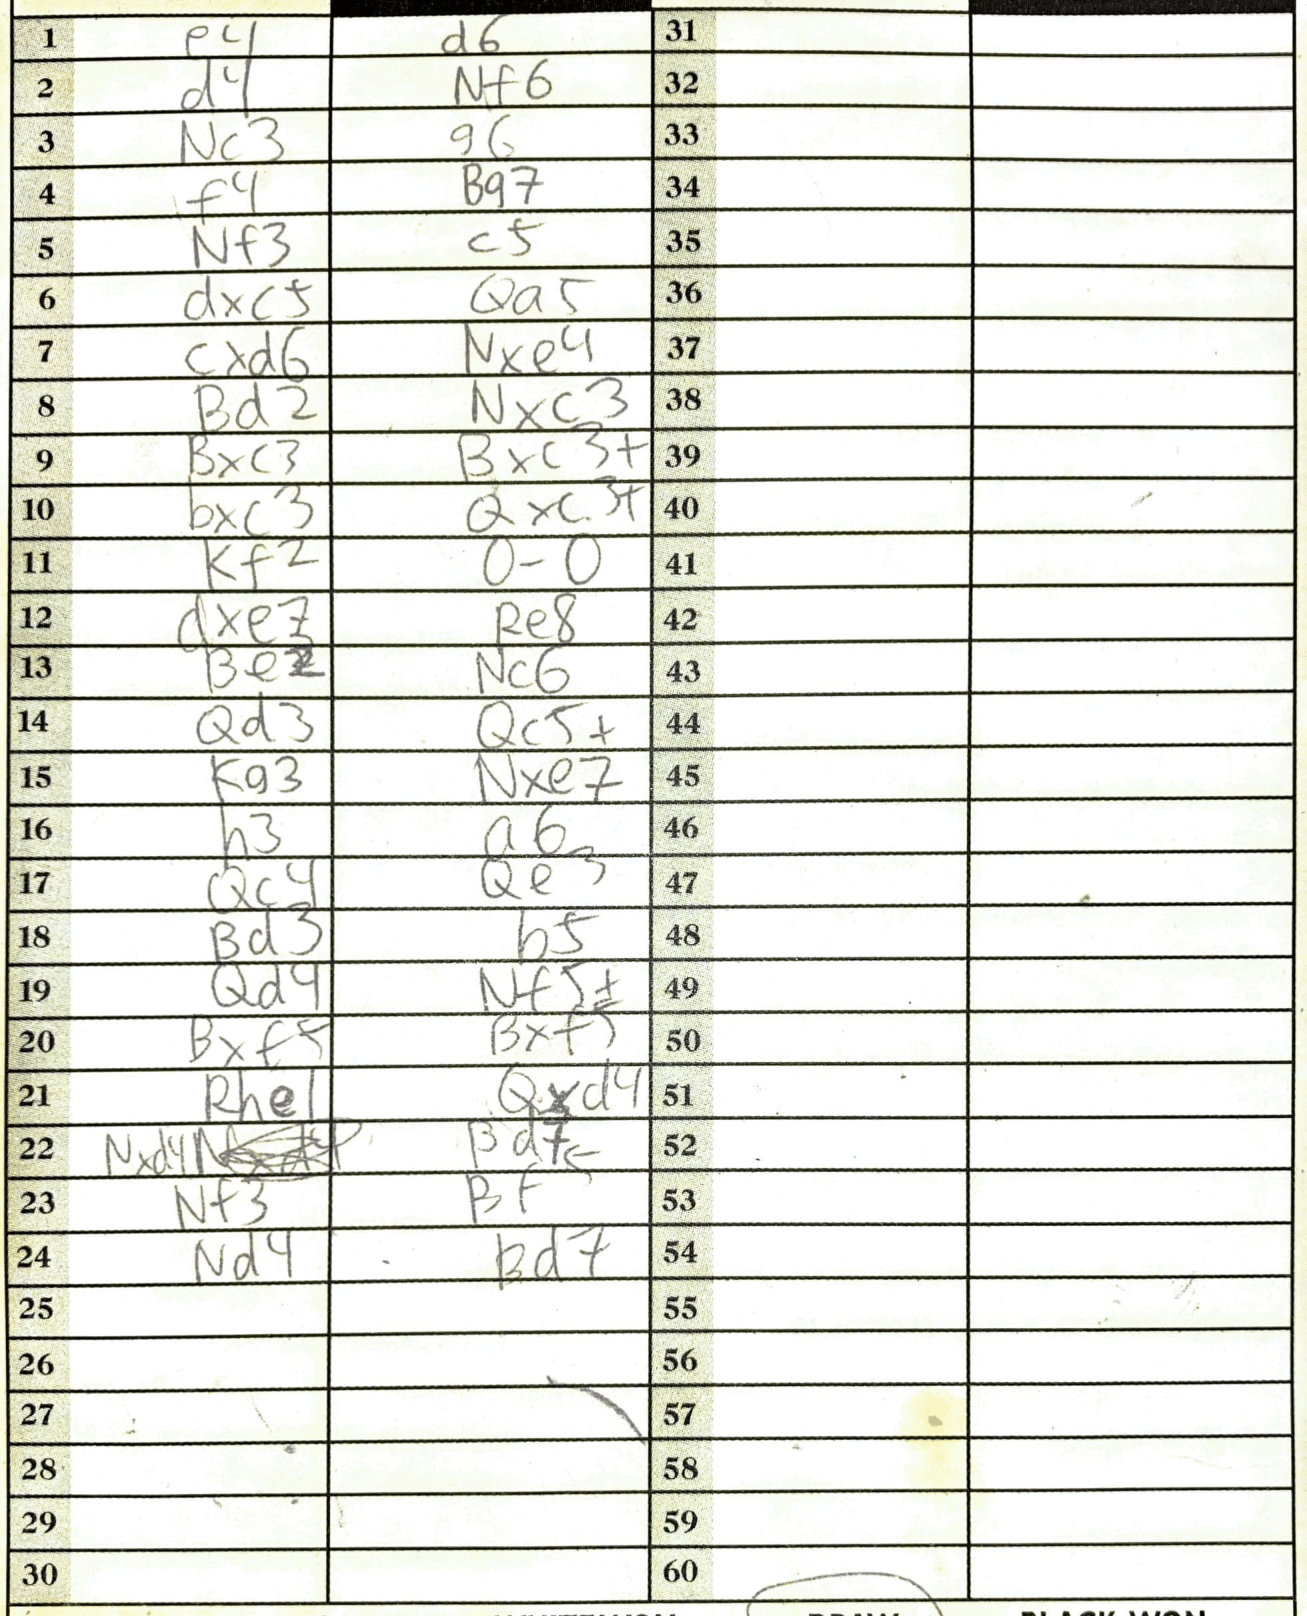 1 e4 d6 31
2 d4 Nf6 32
3 Nc3 g6 33
4 f4 Bg7 34
5 Nf3 c5 35
6 dxc5 Qa5 36
7 cxd6 Nxe4 37
8 Bd2 Nxc3 38
9 Bxc3 Bxc3+ 39
10 bxc3 Qxc3+ 40
11 Kf2 0-0 41
12 dxe7 Re8 42
13 Be2 Nc6 43
14 Qd3 Qc5+ 44
15 Kg3 Nxe7 45
16 h3 a6 46
17 Qc4 Qe3 47
18 Bd3 b5 48
19 Qd4 Nf5+ 49
20 Bxf5 Bxf5 50
21 Rhe1 Qxd4 51
22 Nxd4 Bd7 52
23 Nf3 Bf5 53
24 Nd4 Bd7 54
25 55
26 56
27 57
28 58
29 59
30 60
DRAW BLACK WON